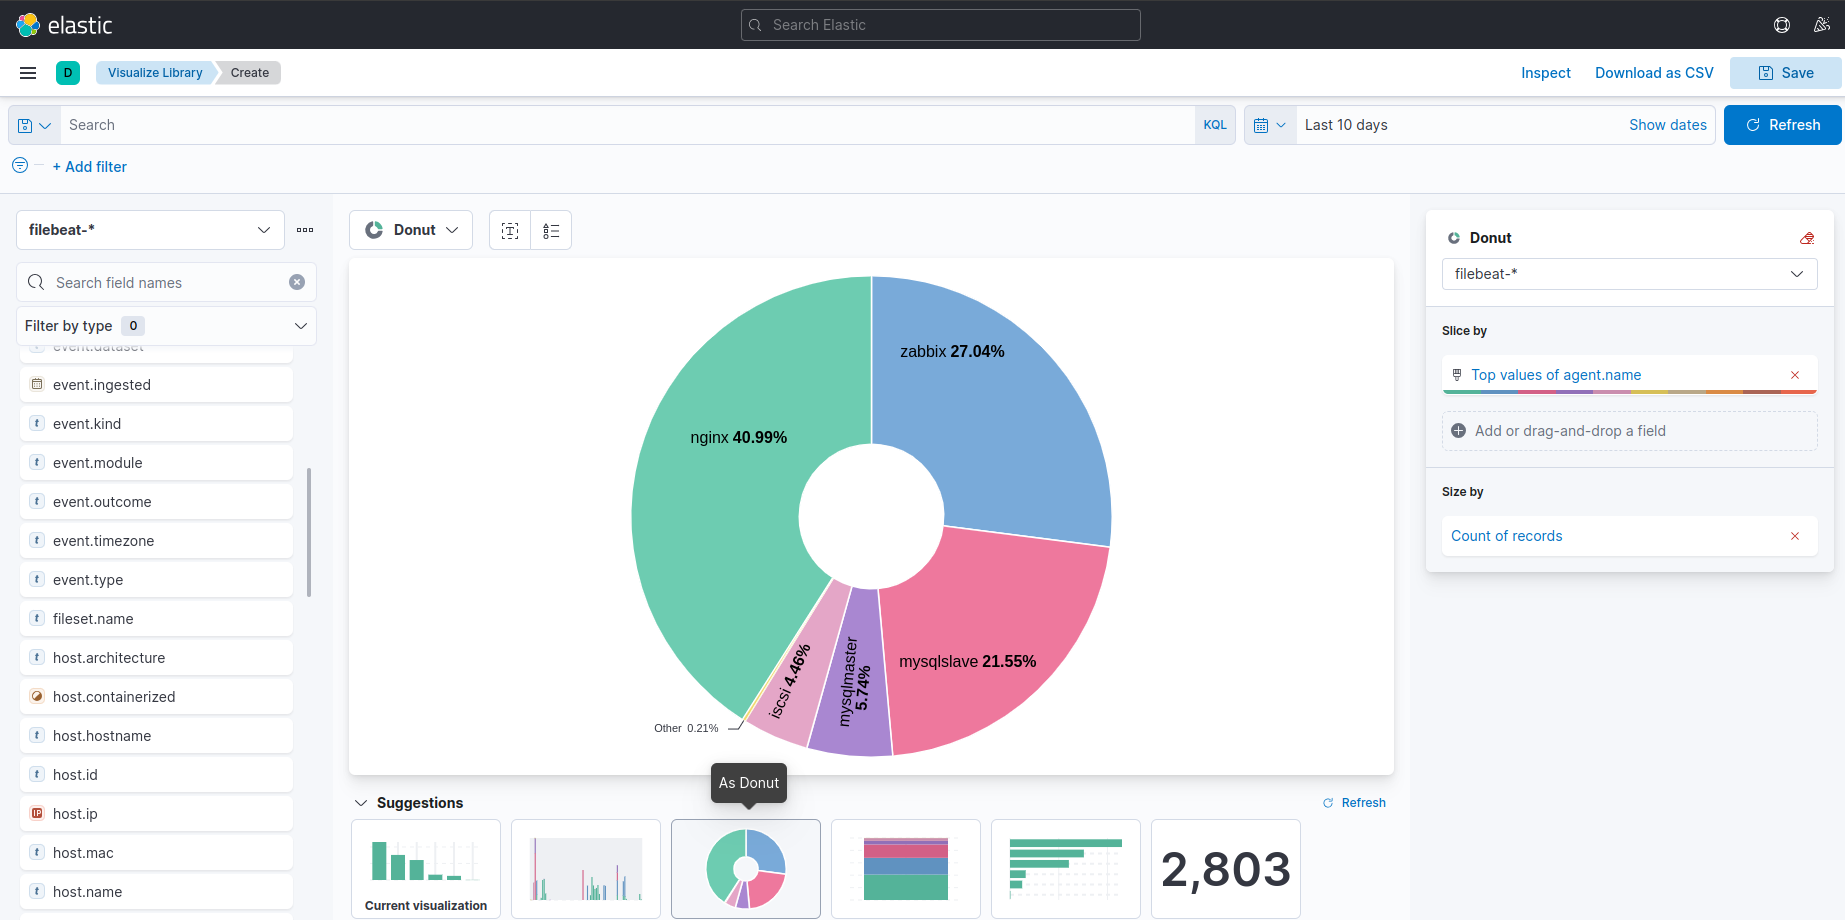 elastic
Search Elastic
D
Visualize Library
Create
Inspect
Download as CSV
Save
Search
KQL
Last 10 days
Show dates
Refresh
+ Add filter
filebeat-*
Search field names
Filter by type 0
event.dataset
event.ingested
t event.kind
t event.module
t event.outcome
t event.timezone
t event.type
t fileset.name
t host.architecture
host.containerized
t host.hostname
t host.id
IP host.ip
t host.mac
t host.name
Donut
T
zabbix 27.04%
nginx 40.99%
mysqlslave 21.55%
mysqlmaster
5.74%
iscsi 4.46%
Other 0.21%
As Donut
Suggestions
Refresh
Current visualization
2,803
Donut
filebeat-*
Slice by
Top values of agent.name
Add or drag-and-drop a field
Size by
Count of records